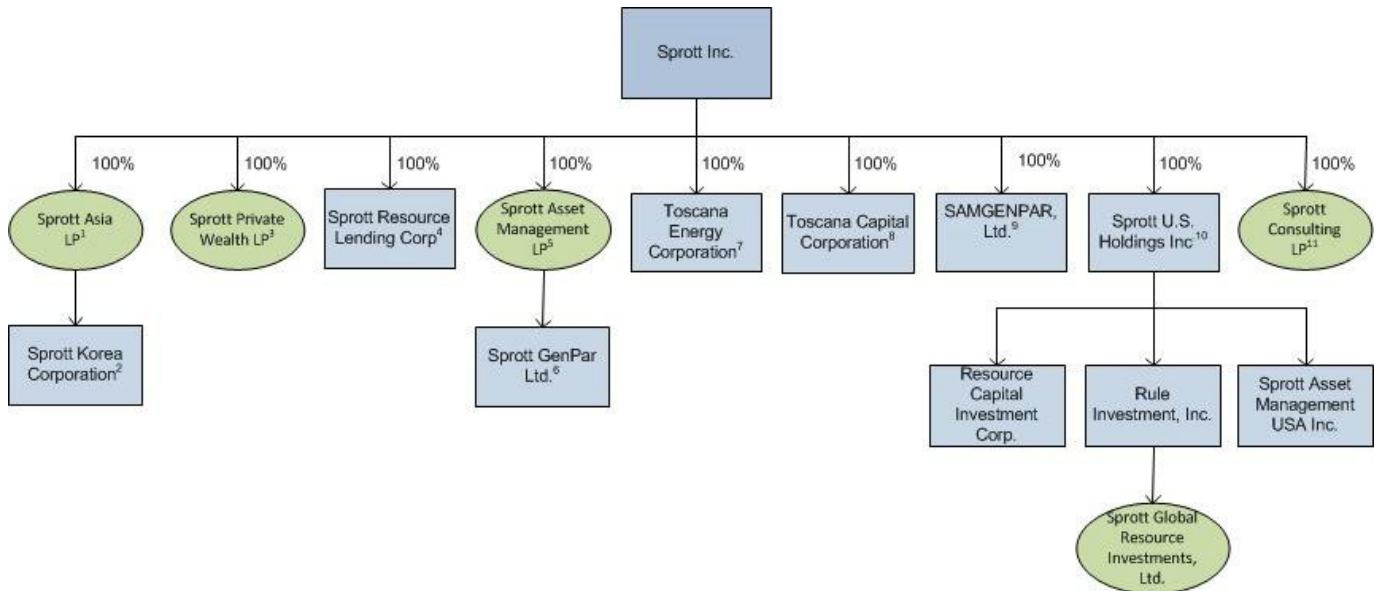 Sprott Inc.
100%
100%
100%
100%
100%
100%
100%
100%
100%
Sprott Asia
LP1
Sprott Private
Wealth LP3
Sprott Resource
Lending Corp4
Sprott Asset
Management
LP5
Toscana
Energy
Corporation7
Toscana Capital
Corporation8
SAMGENPAR,
Ltd.9
Sprott U.S.
Holdings Inc10
Sprott
Consulting
LP11
Sprott Korea
Corporation2
Sprott GenPar
Ltd.6
Resource
Capital
Investment
Corp.
Rule
Investment, Inc.
Sprott Asset
Management
USA Inc.
Sprott Global
Resource
Investments,
Ltd.